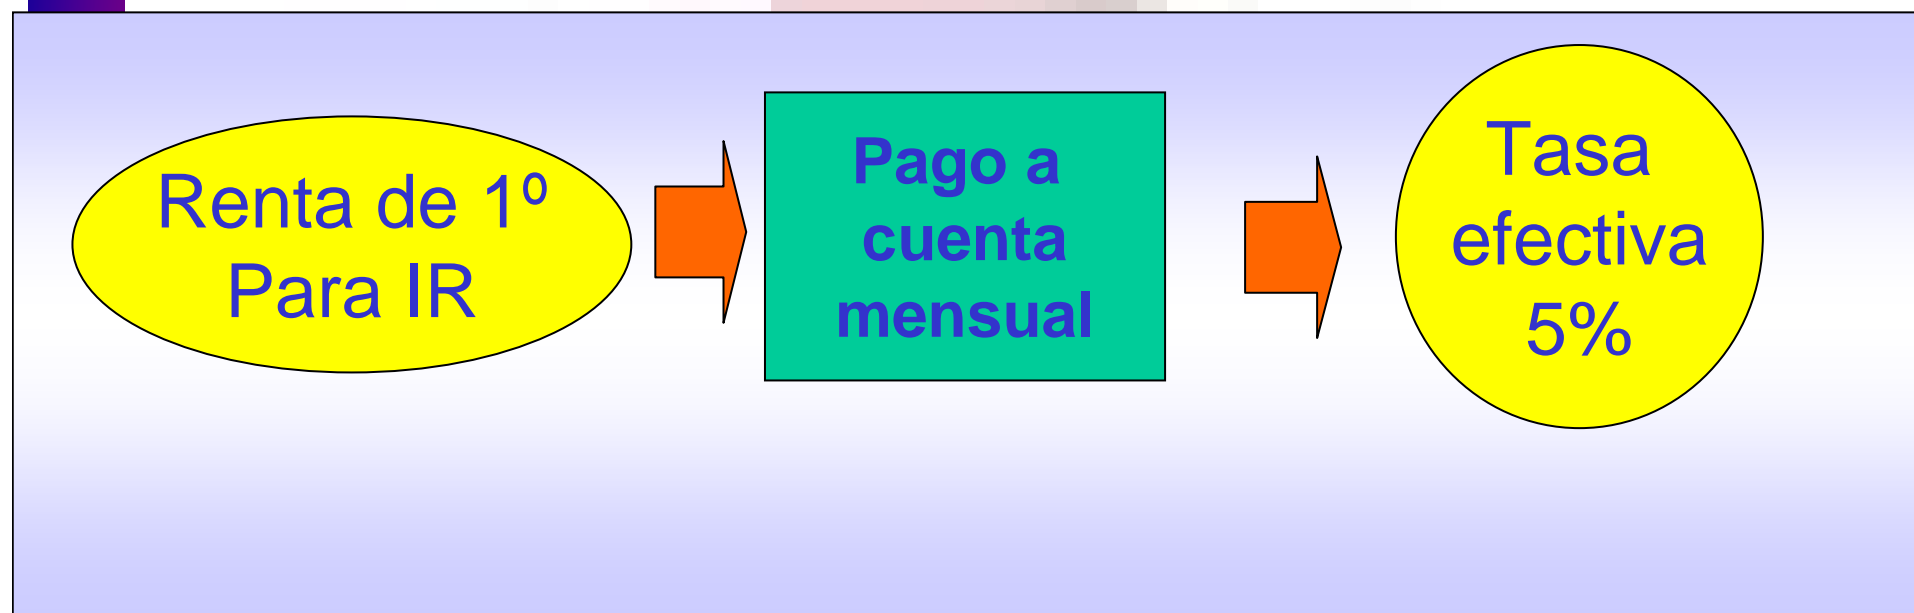 Renta de 1º
Para IR
Pago a
cuenta
mensual
Tasa
efectiva
5%